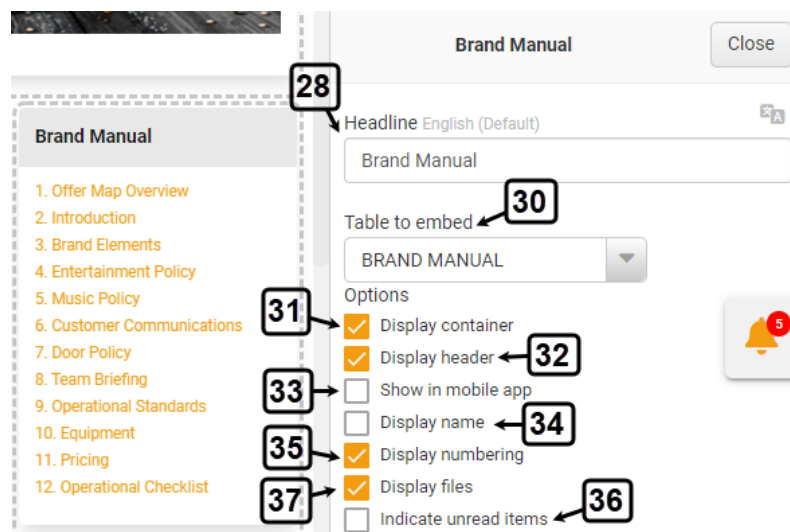 Brand Manual
Close
28
Headline English (Default)
Brand Manual
Brand Manual
1. Offer Map Overview
2. Introduction
3. Brand Elements
4. Entertainment Policy
5. Music Policy
6. Customer Communications
7. Door Policy
8. Team Briefing
9. Operational Standards
10. Equipment
11. Pricing
12. Operational Checklist
30
Table to embed
BRAND MANUAL
Options
31
Display container
Display header
32
33
Show in mobile app
Display name
34
35
Display numbering
37
Display files
36
Indicate unread items
5